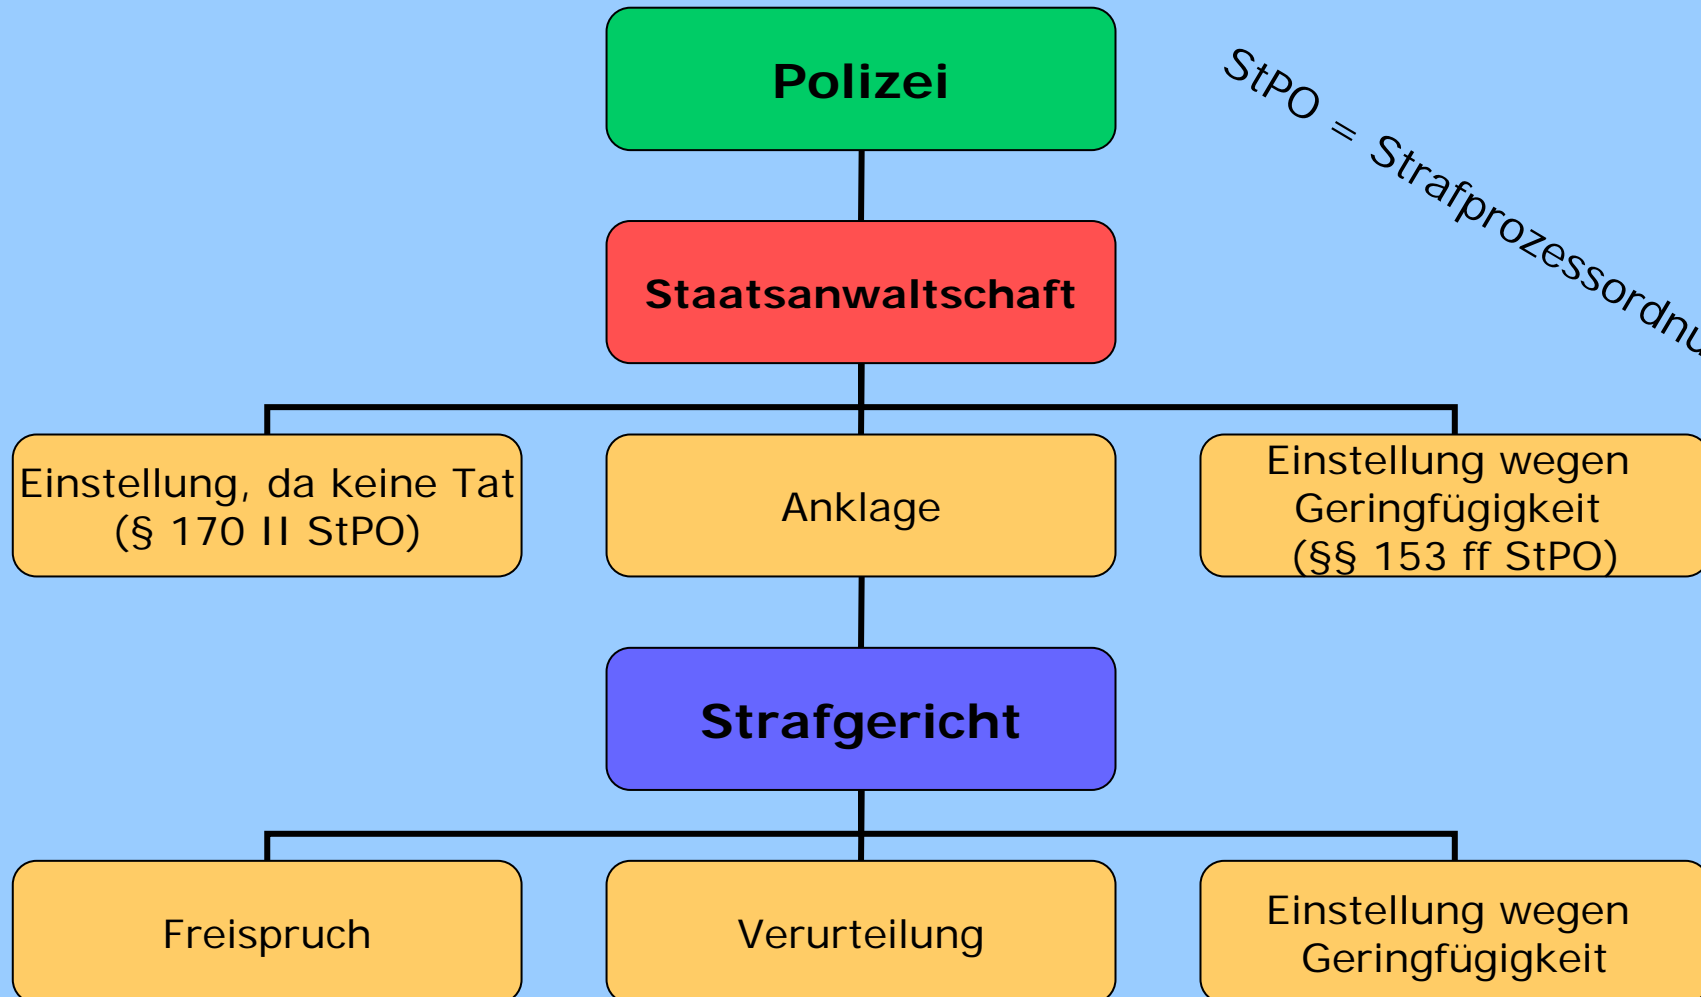 Polizei
StPO = Strafprozessordnu
Staatsanwaltschaft
Einstellung, da keine Tat
(§ 170 II StPO)
Anklage
Einstellung wegen
Geringfügigkeit
(§§ 153 ff StPO)
Strafgericht
Freispruch
Verurteilung
Einstellung wegen
Geringfügigkeit